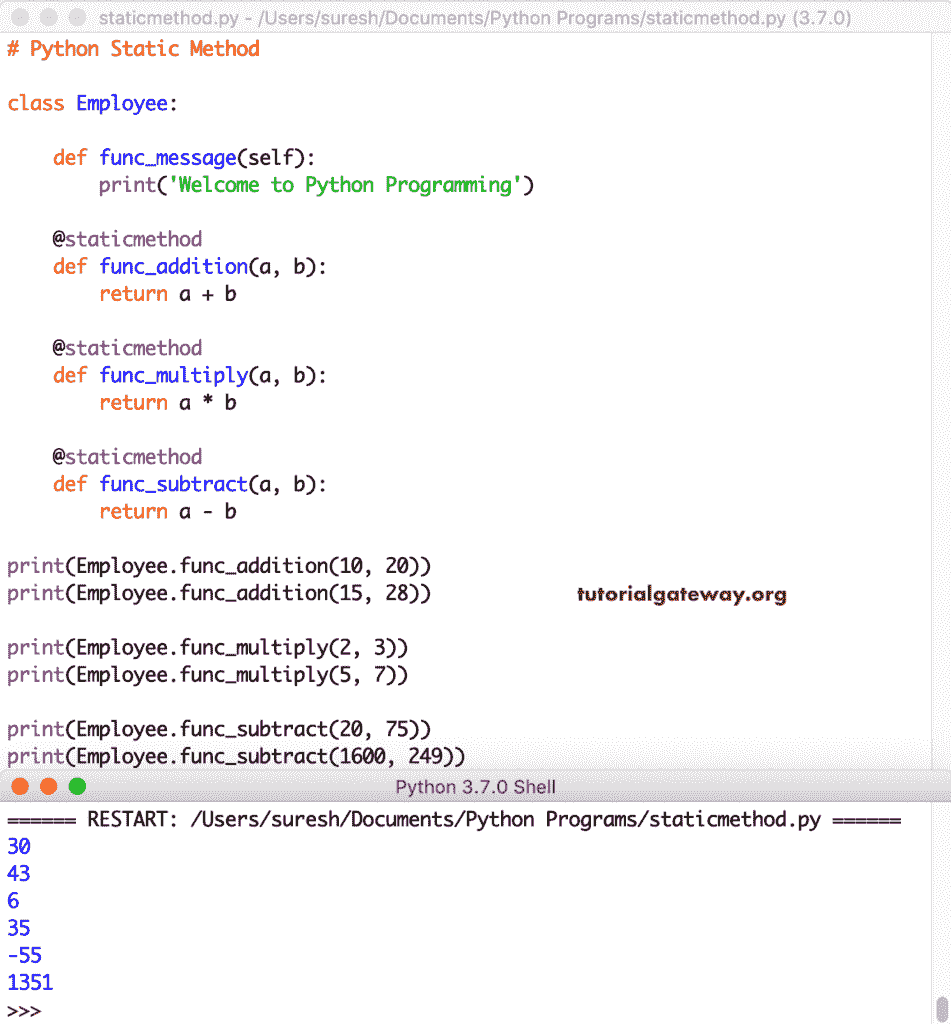 staticmethod.py - /Users/suresh/Documents/Python Programs/staticmethod.py (3.7.0)
# Python Static Method
class Employee:
    def func_message(self):
        print('Welcome to Python Programming')
    @staticmethod
    def func_addition(a, b):
        return a + b
    @staticmethod
    def func_multiply(a, b):
        return a * b
    @staticmethod
    def func_subtract(a, b):
        return a - b
print(Employee.func_addition(10, 20))
print(Employee.func_addition(15, 28))
tutorialgateway.org
print(Employee.func_multiply(2, 3))
print(Employee.func_multiply(5, 7))
print(Employee.func_subtract(20, 75))
print(Employee.func_subtract(1600, 249))
Python 3.7.0 Shell
====== RESTART: /Users/suresh/Documents/Python Programs/staticmethod.py ======
30
43
6
35
-55
1351
>>>